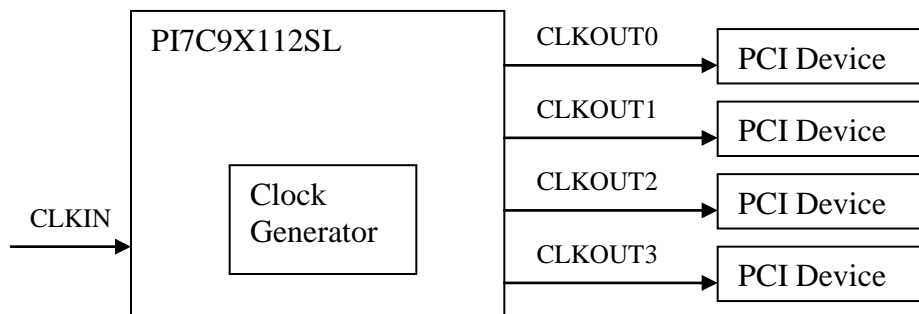 PI7C9X112SL
CLKOUT0
PCI Device
CLKOUT1
PCI Device
CLKIN
Clock
Generator
CLKOUT2
PCI Device
CLKOUT3
PCI Device